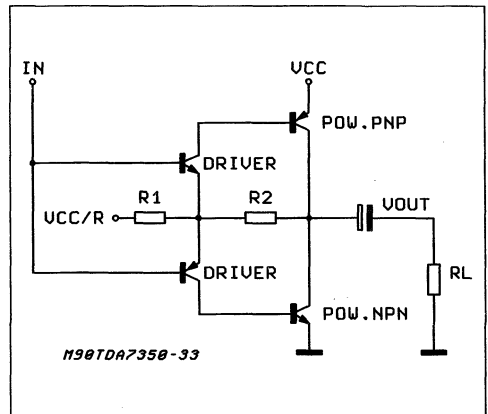 IN
VCC
POW.PNP
DRIVER
R1
R2
VCC/R
VOUT
DRIVER
RL
POW.NPN
M90TDA7350-33